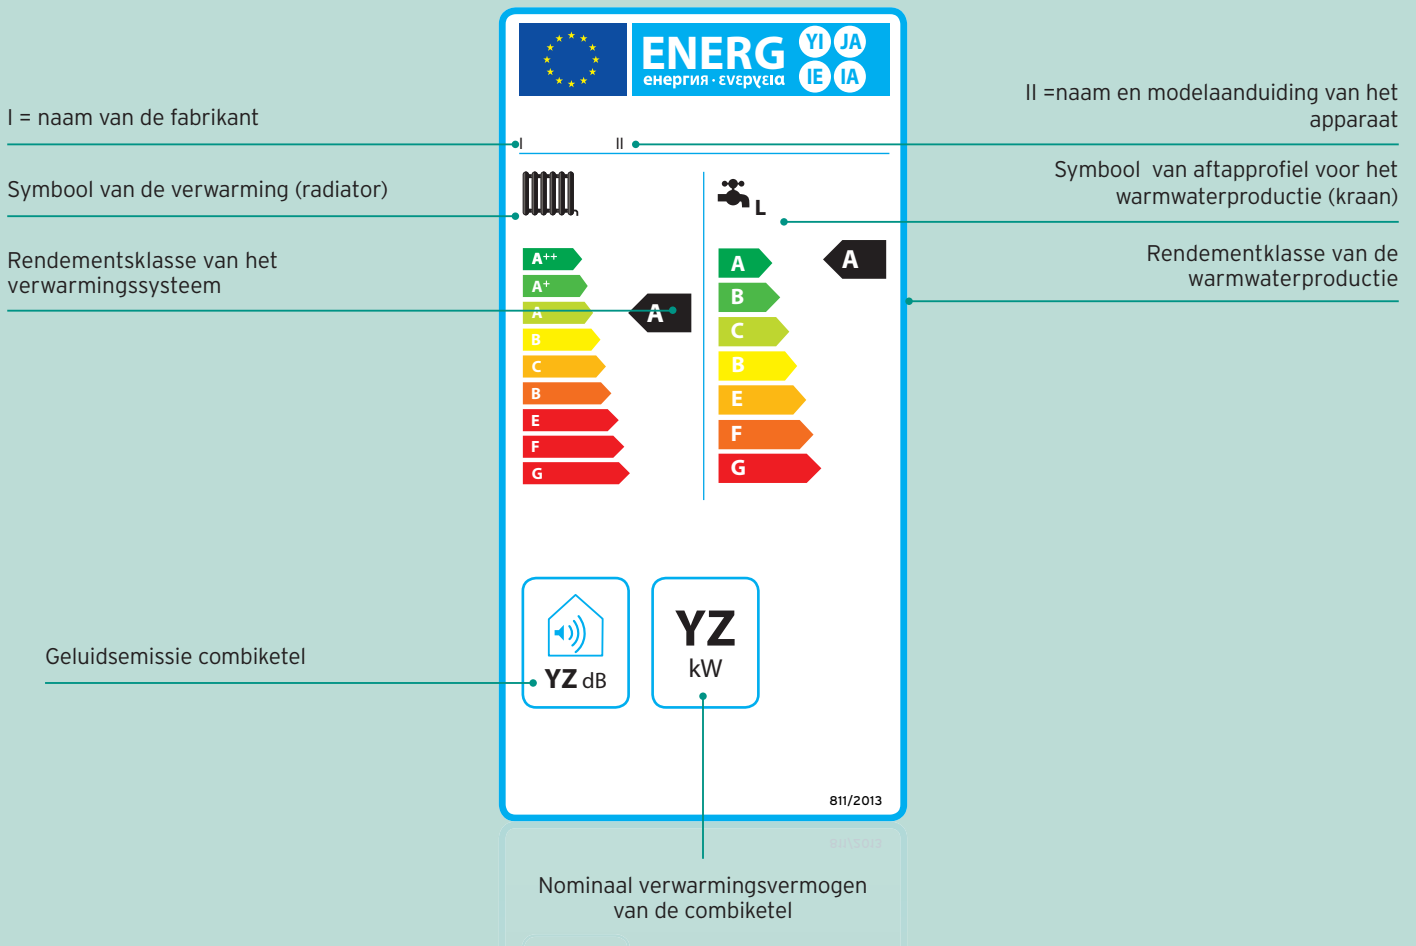 ENERG
енергия · ενεργεια
YI JA
IE IA
I = naam van de fabrikant
II =naam en modelaanduiding van het
apparaat
I
II
Symbool van de verwarming (radiator)
Symbool van aftapprofiel voor het
warmwaterproductie (kraan)
L
Rendementsklasse van het
verwarmingssysteem
Rendementklasse van de
warmwaterproductie
A++
A+
A
B
C
B
E
F
G
A
A
B
C
B
E
F
G
A
Geluidsemissie combiketel
YZ dB
YZ
kW
811/2013
Nominaal verwarmingsvermogen
van de combiketel